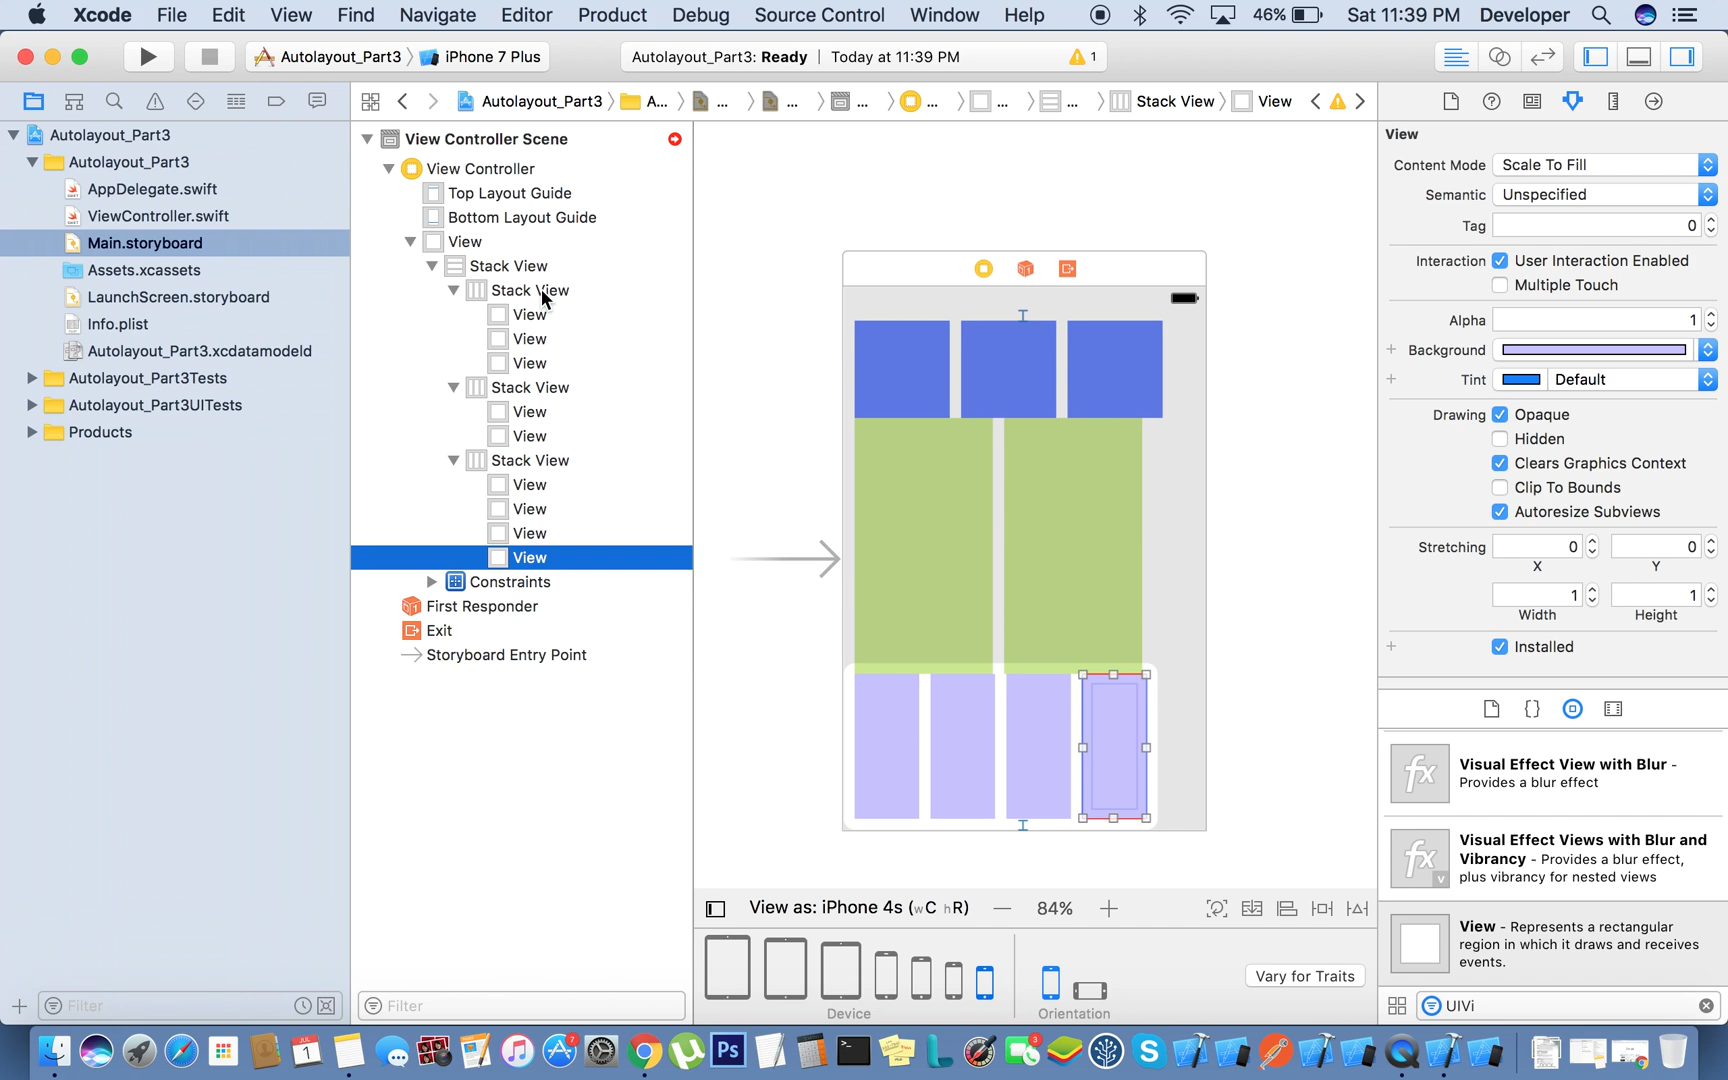 Xcode File Edit View Find Navigate Editor Product Debug Source Control Window Help 46% Sat 11:39 PM Developer
Autolayout_Part3 iPhone 7 Plus Autolayout_Part3: Ready Today at 11:39 PM 1
Autolayout_Part3 A... ... ... ... ... ... ... Stack View View
Autolayout_Part3
Autolayout_Part3
AppDelegate.swift
ViewController.swift
Main.storyboard
Assets.xcassets
LaunchScreen.storyboard
Info.plist
Autolayout_Part3.xcdatamodeld
Autolayout_Part3Tests
Autolayout_Part3UITests
Products
Filter
View Controller Scene
View Controller
Top Layout Guide
Bottom Layout Guide
View
Stack View
Stack View
View
View
View
Stack View
View
View
Stack View
View
View
View
View
Constraints
First Responder
Exit
Storyboard Entry Point
Filter
View as: iPhone 4s (wC hR) 84%
Device
Orientation
Vary for Traits
View
Content Mode Scale To Fill
Semantic Unspecified
Tag 0
Interaction User Interaction Enabled
Multiple Touch
Alpha 1
Background
Tint Default
Drawing Opaque
Hidden
Clears Graphics Context
Clip To Bounds
Autoresize Subviews
Stretching 0 0
X Y
1 1
Width Height
Installed
fx
Visual Effect View with Blur -
Provides a blur effect
fx
v
Visual Effect Views with Blur and
Vibrancy - Provides a blur effect,
plus vibrancy for nested views
View - Represents a rectangular
region in which it draws and receives
events.
UIVi
JUL
1
7
Ps
3